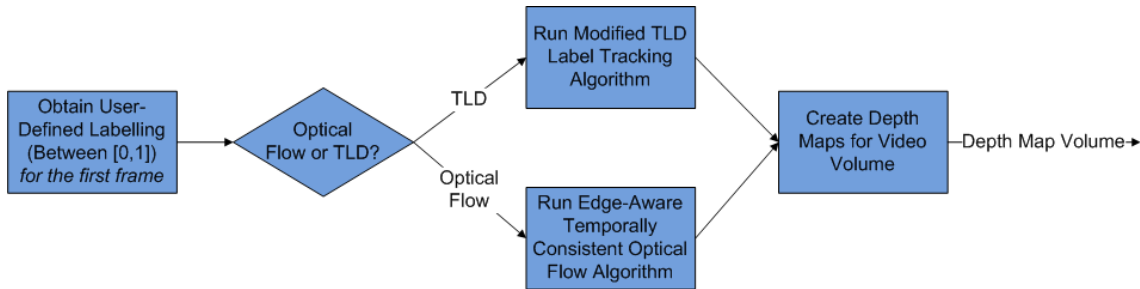 Obtain User-
Defined Labelling
(Between [0,1])
for the first frame
Optical
Flow or TLD?
TLD
Optical
Flow
Run Modified TLD
Label Tracking
Algorithm
Run Edge-Aware
Temporally
Consistent Optical
Flow Algorithm
Create Depth
Maps for Video
Volume
Depth Map Volume